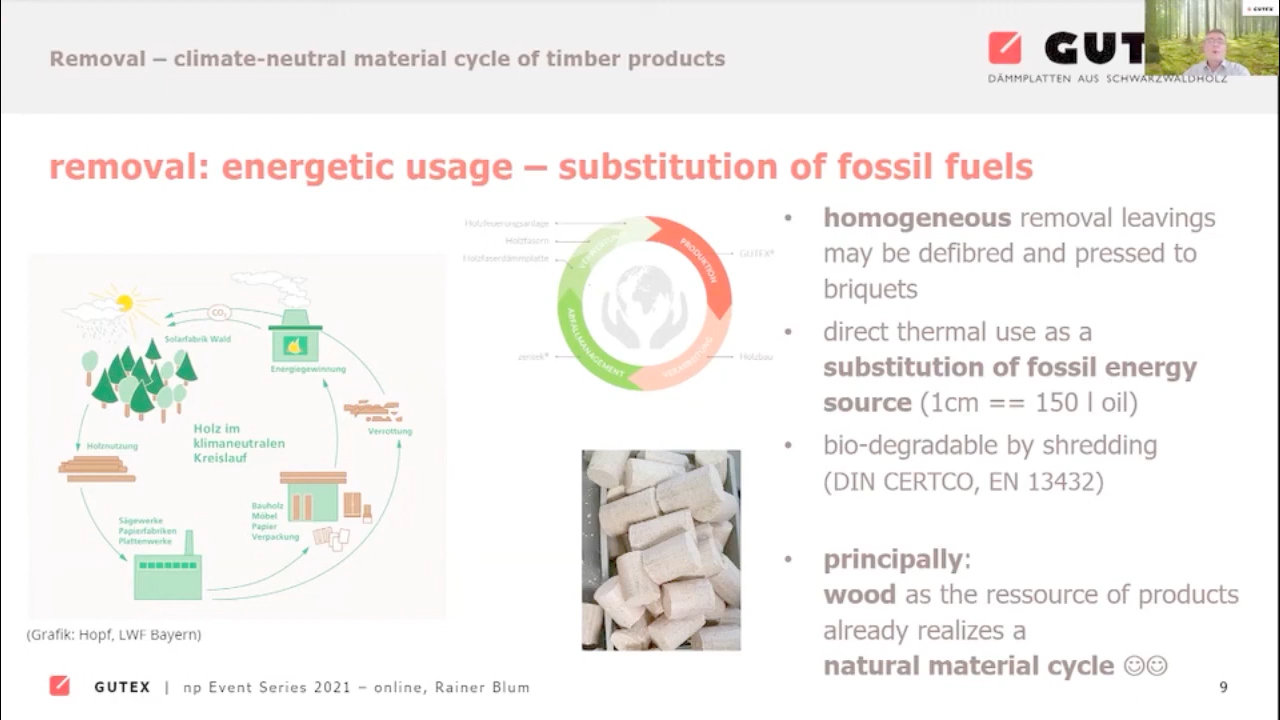 Removal – climate-neutral material cycle of timber products
GUT
DÄMMPLATTEN AUS SCHWARZWALDHOLZ
GUTEX
removal: energetic usage – substitution of fossil fuels
CO₂
Solarfabrik Wald
Energiegewinnung
Verrottung
Holz im
klimaneutralen
Kreislauf
Holznutzung
Bauholz
Möbel
Papier
Verpackung
Sägewerke
Papierfabriken
Plattenwerke
(Grafik: Hopf, LWF Bayern)
Holzfeuerungsanlage
Holzfasern
Holzfaserdämmplatte
PRODUKTION
GUTEX®
ABFALLMANAGEMENT
zentek®
Holzbau
• homogeneous removal leavings
may be defibred and pressed to
briquets
• direct thermal use as a
substitution of fossil energy
source (1cm == 150 l oil)
• bio-degradable by shredding
(DIN CERTCO, EN 13432)
• principally:
wood as the ressource of products
already realizes a
natural material cycle ☺☺
GUTEX | np Event Series 2021 – online, Rainer Blum
9